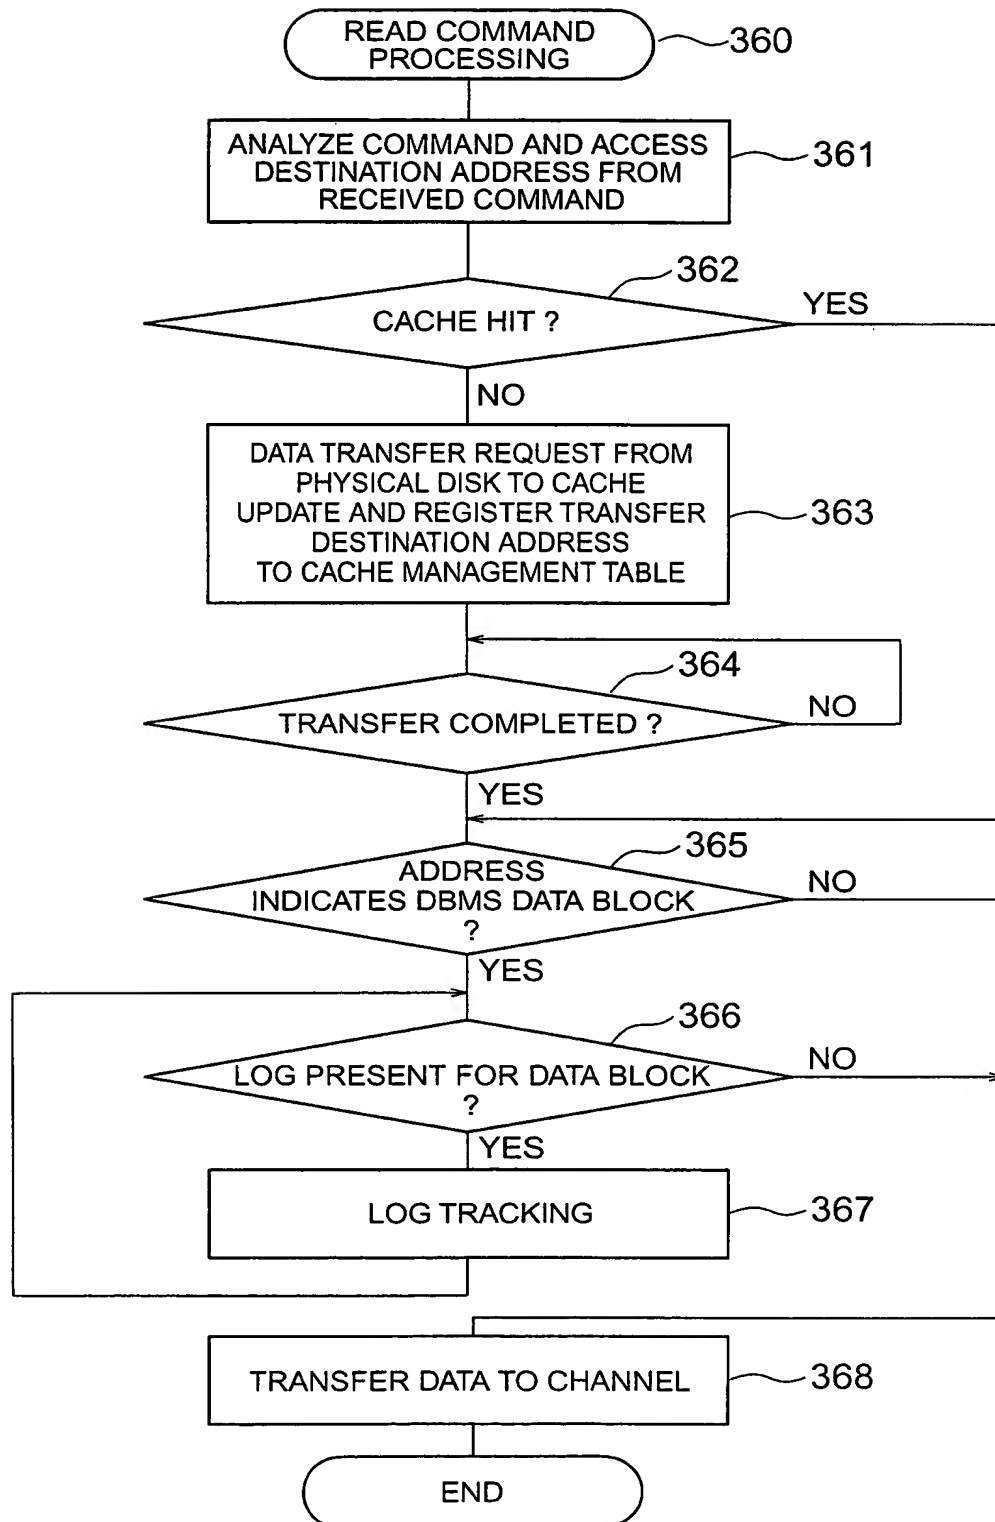 READ COMMAND
PROCESSING
360
ANALYZE COMMAND AND ACCESS
DESTINATION ADDRESS FROM
RECEIVED COMMAND
361
362
CACHE HIT ?
YES
NO
DATA TRANSFER REQUEST FROM
PHYSICAL DISK TO CACHE
UPDATE AND REGISTER TRANSFER
DESTINATION ADDRESS
TO CACHE MANAGEMENT TABLE
363
364
TRANSFER COMPLETED ?
NO
YES
365
ADDRESS
INDICATES DBMS DATA BLOCK
?
NO
YES
366
LOG PRESENT FOR DATA BLOCK
?
NO
YES
LOG TRACKING
367
TRANSFER DATA TO CHANNEL
368
END